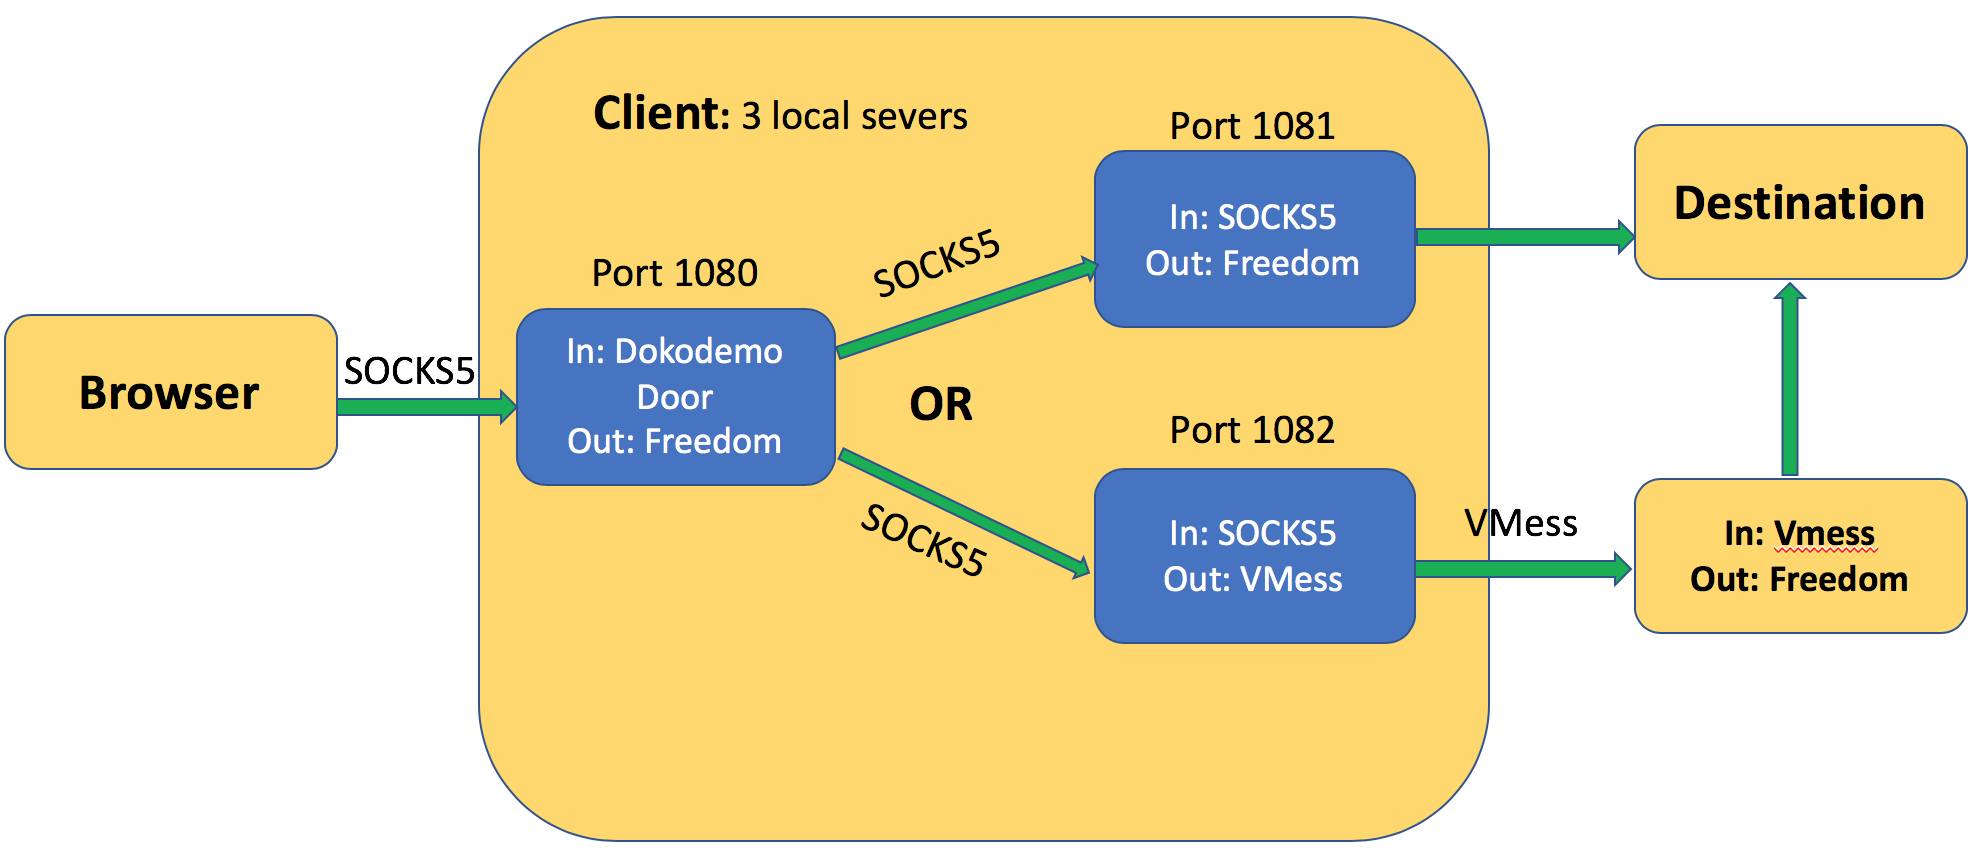 Client: 3 local severs
Port 1081
In: SOCKS5
Out: Freedom
Destination
SOCKS5
Port 1080
In: Dokodemo
Door
Out: Freedom
Browser
SOCKS5
OR
SOCKS5
Port 1082
In: SOCKS5
Out: VMess
VMess
In: Vmess
Out: Freedom